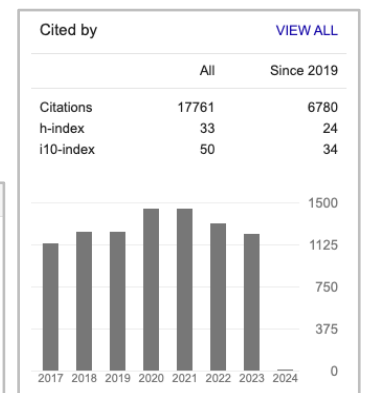 Cited by VIEW ALL
All Since 2019
Citations 17761 6780
h-index 33 24
i10-index 50 34
1500
1125
750
375
0
2017 2018 2019 2020 2021 2022 2023 2024